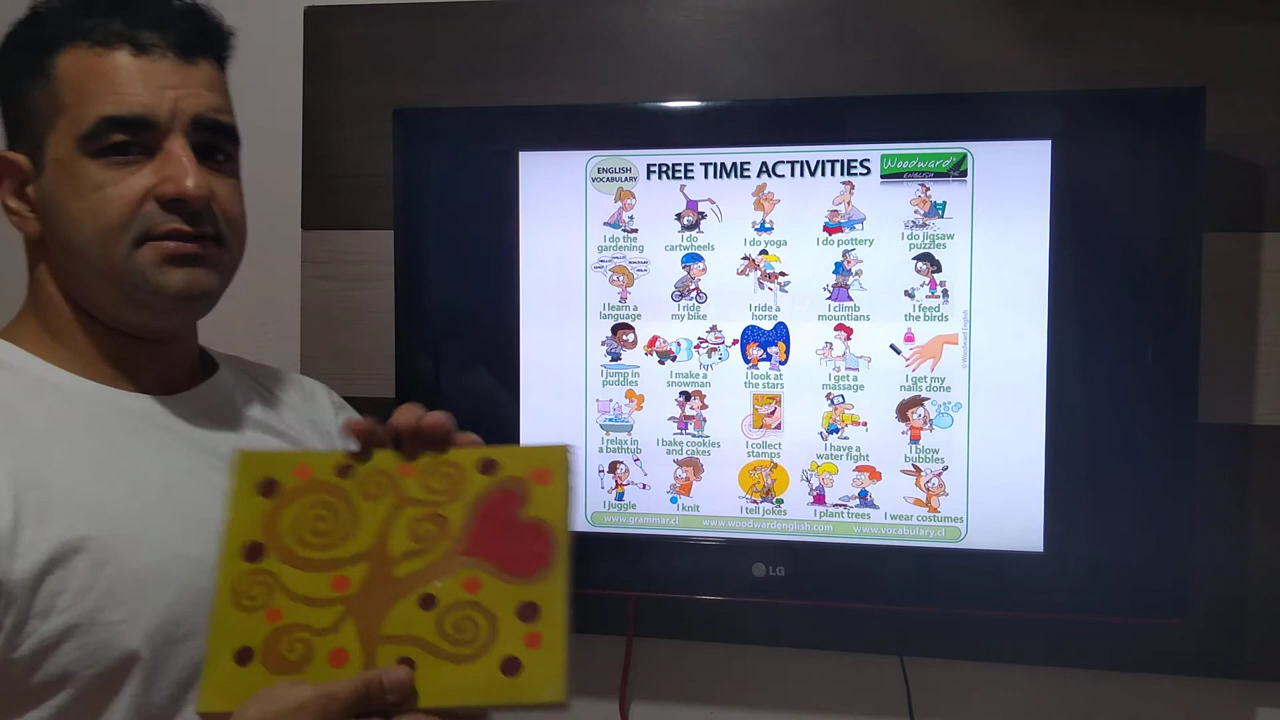 ENGLISH
VOCABULARY
FREE TIME ACTIVITIES
Woodward
ENGLISH
I do the
gardening
I do
cartwheels
I do yoga
I do pottery
I do jigsaw
puzzles
I learn a
language
I ride
my bike
I ride a
horse
I climb
mountians
I feed
the birds
I jump in
puddles
I make a
snowman
I look at
the stars
I get a
massage
I get my
nails done
I relax in
a bathtub
I bake cookies
and cakes
I collect
stamps
I have a
water fight
I blow
bubbles
I juggle
I knit
I tell jokes
I plant trees
I wear costumes
© Woodward English
www.grammar.cl www.woodwardenglish.com www.vocabulary.cl
LG